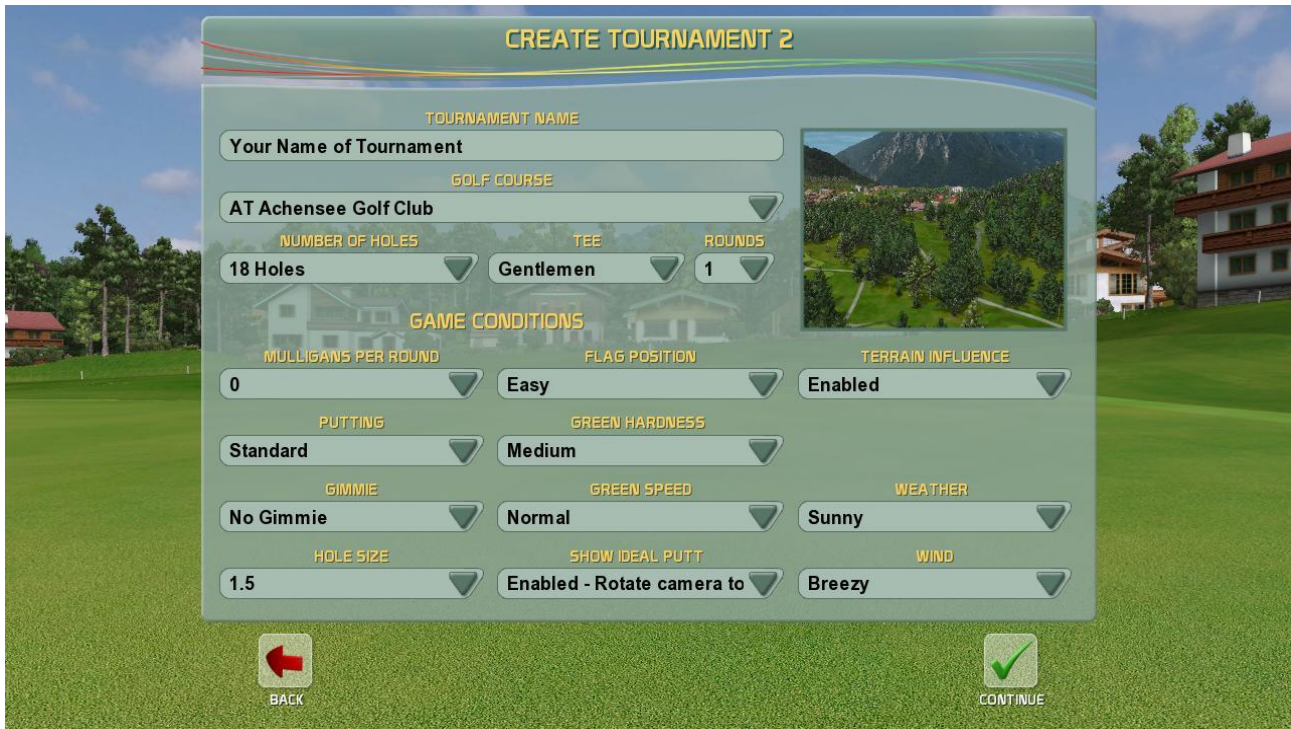 CREATE TOURNAMENT 2
TOURNAMENT NAME
Your Name of Tournament
GOLF COURSE
AT Achensee Golf Club
NUMBER OF HOLES TEE ROUNDS
18 Holes Gentlemen 1
GAME CONDITIONS
MULLIGANS PER ROUND FLAG POSITION TERRAIN INFLUENCE
0 Easy Enabled
PUTTING GREEN HARDNESS
Standard Medium
GIMMIE GREEN SPEED WEATHER
No Gimmie Normal Sunny
HOLE SIZE SHOW IDEAL PUTT WIND
1.5 Enabled - Rotate camera to Breezy
BACK CONTINUE